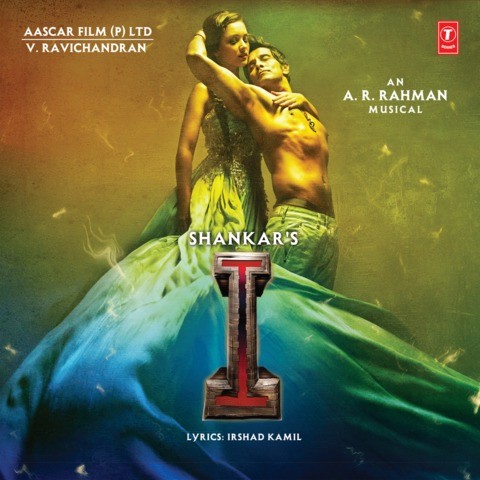 AASCAR FILM (P) LTD
V. RAVICHANDRAN
T
SERIES
AN
A. R. RAHMAN
MUSICAL
SHANKAR'S
I
LYRICS: IRSHAD KAMIL